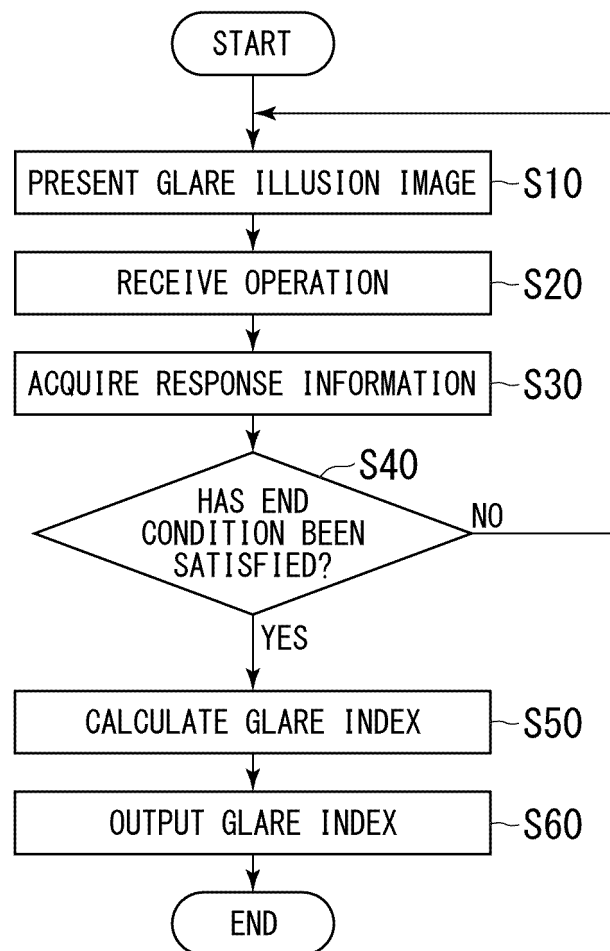 START
PRESENT GLARE ILLUSION IMAGE
S10
RECEIVE OPERATION
S20
ACQUIRE RESPONSE INFORMATION
S30
S40
HAS END
CONDITION BEEN
SATISFIED?
NO
YES
CALCULATE GLARE INDEX
S50
OUTPUT GLARE INDEX
S60
END